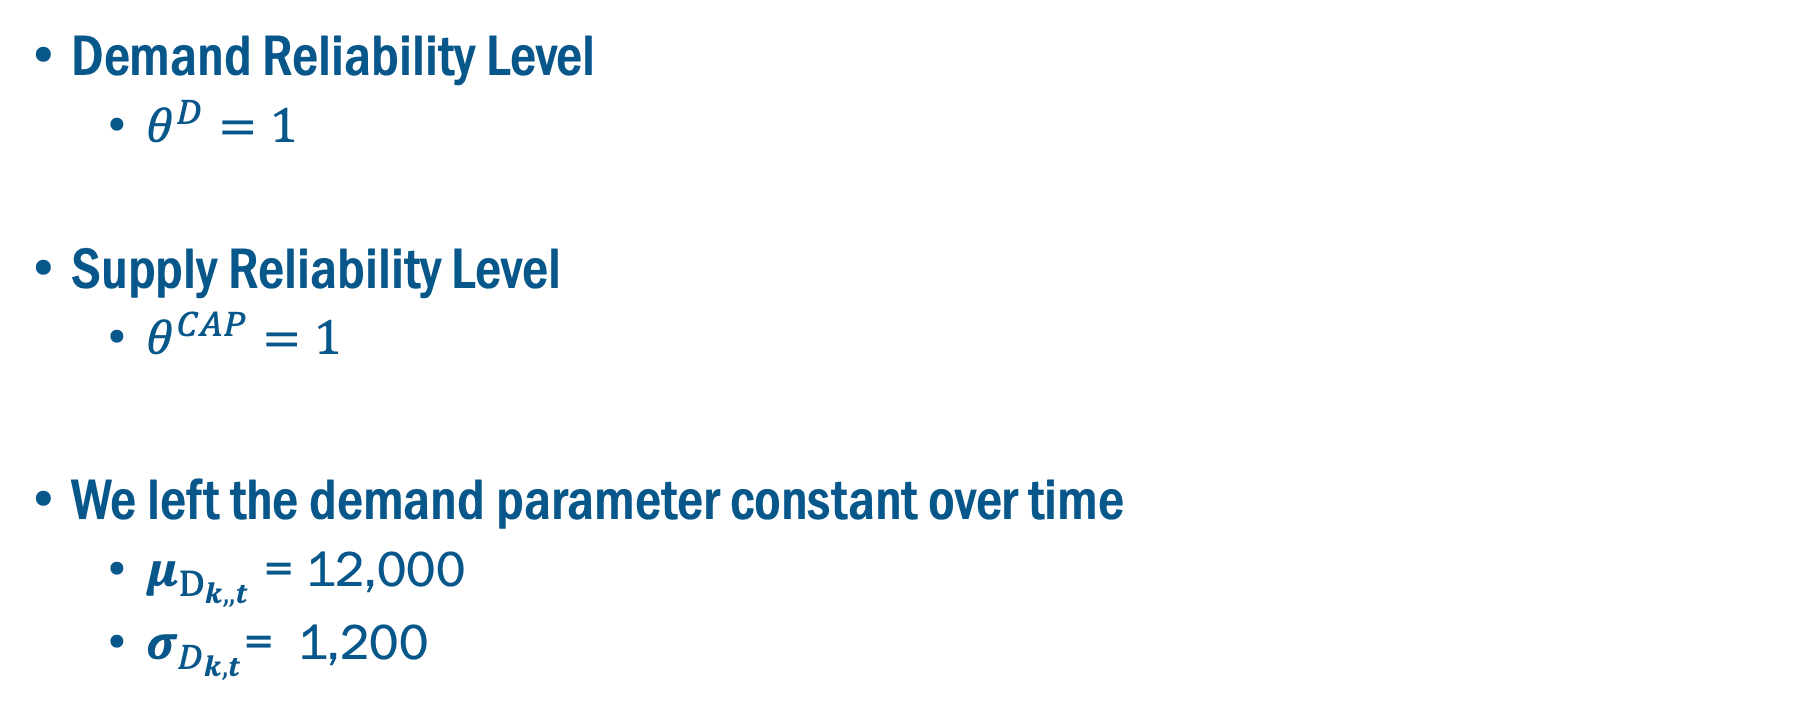 • Demand Reliability Level
• θ^D = 1
• Supply Reliability Level
• θ^CAP = 1
• We left the demand parameter constant over time
• μ_D_k,,t = 12,000
• σ_D_k,t = 1,200